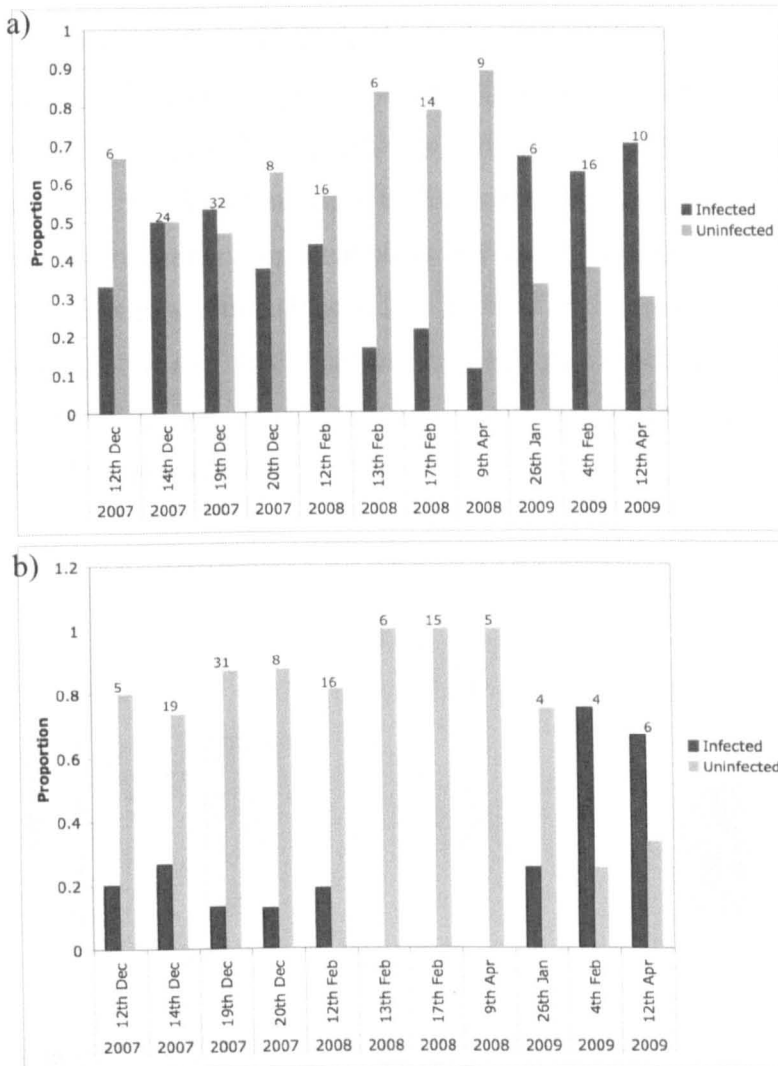 a)
1
0.9
0.8
0.7
0.6
0.5
0.4
0.3
0.2
0.1
0
Proportion
6
24
32
8
16
6
14
9
6
16
10
Infected
Uninfected
12th Dec
14th Dec
19th Dec
20th Dec
12th Feb
13th Feb
17th Feb
9th Apr
26th Jan
4th Feb
12th Apr
2007 2007 2007 2007 2008 2008 2008 2008 2009 2009 2009
b)
1.2
1
0.8
0.6
0.4
0.2
0
Proportion
5
19
31
8
16
6
15
5
4
4
6
Infected
Uninfected
12th Dec
14th Dec
19th Dec
20th Dec
12th Feb
13th Feb
17th Feb
9th Apr
26th Jan
4th Feb
12th Apr
2007 2007 2007 2007 2008 2008 2008 2008 2009 2009 2009